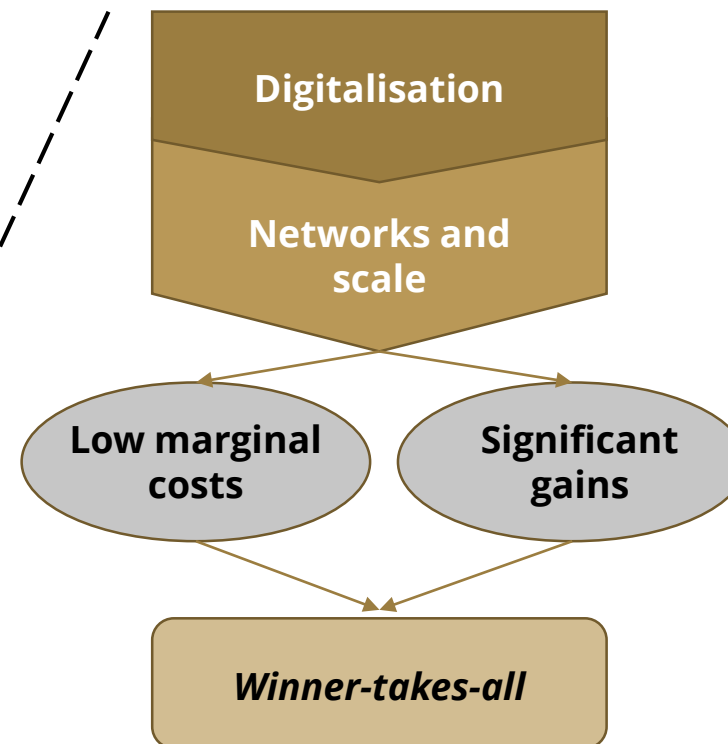 Digitalisation
Networks and
scale
Low marginal
costs
Significant
gains
Winner-takes-all